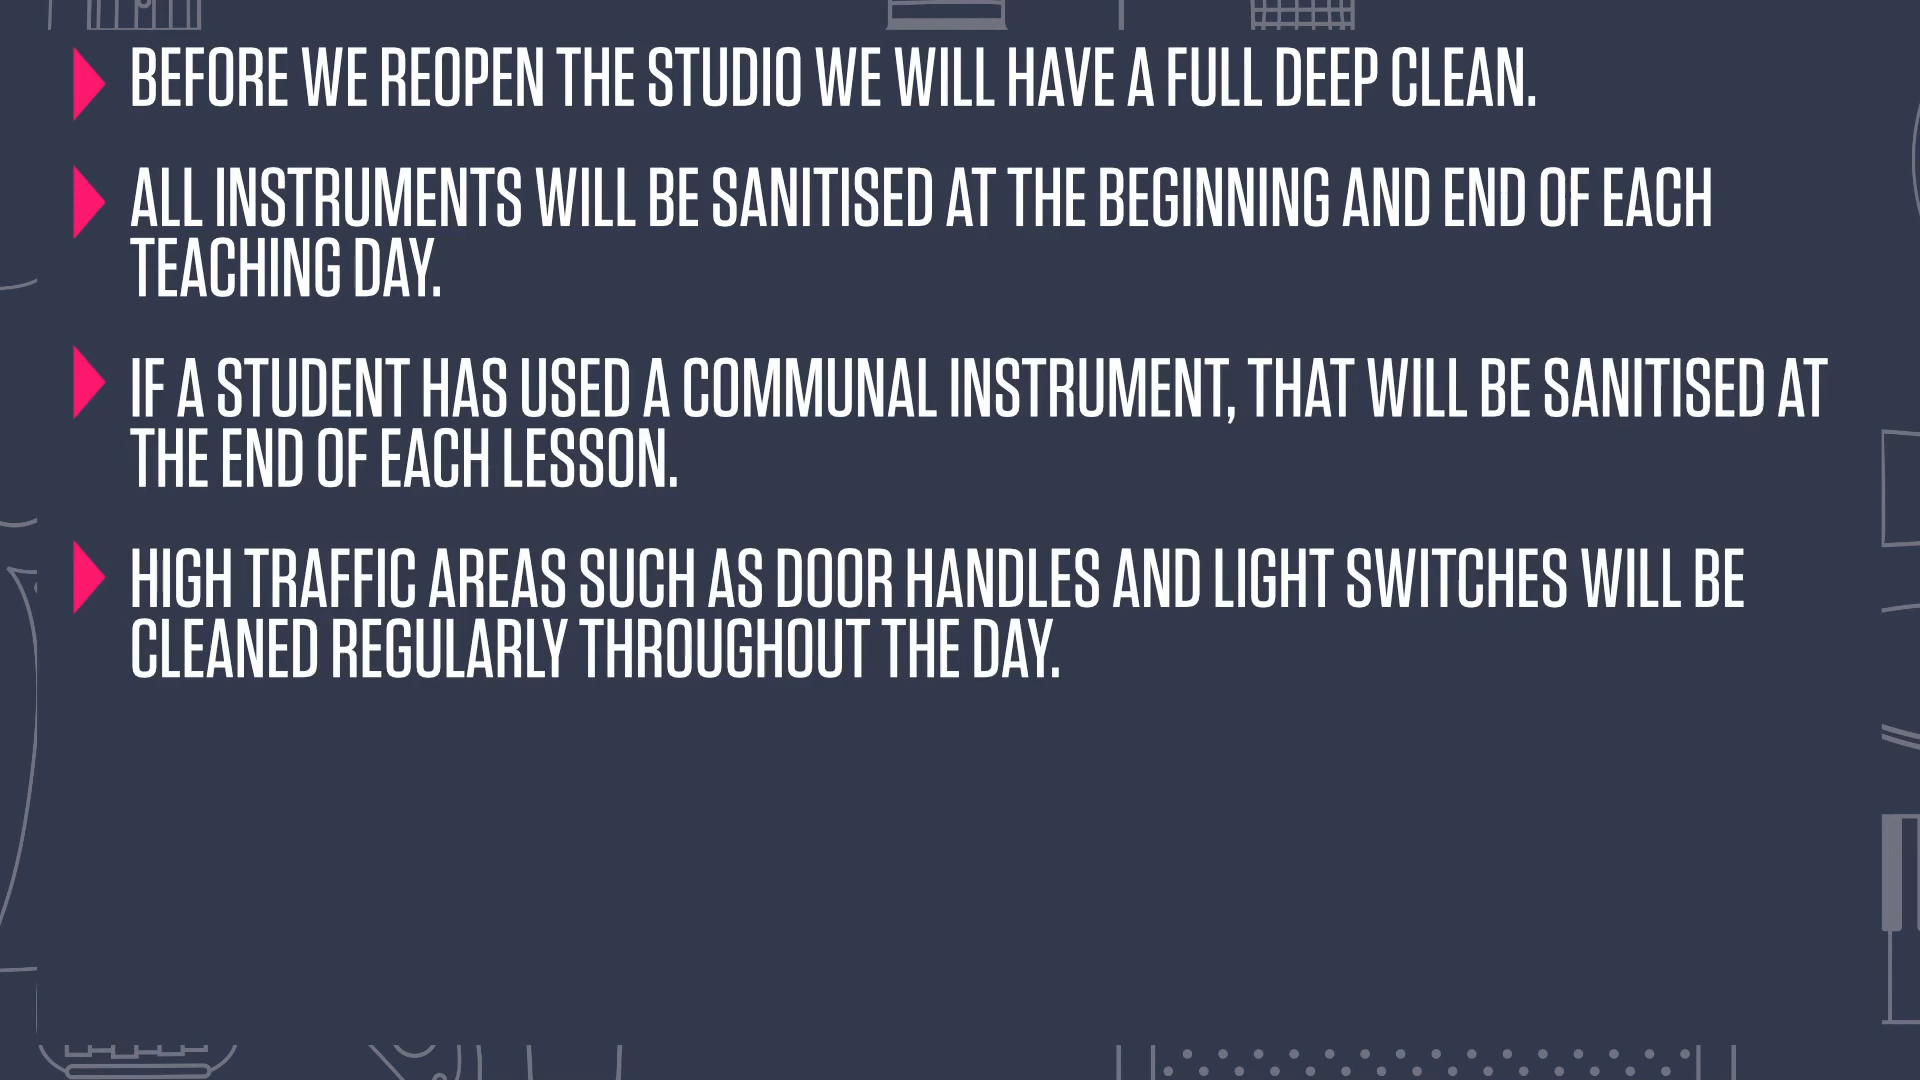 BEFORE WE REOPEN THE STUDIO WE WILL HAVE A FULL DEEP CLEAN.
ALL INSTRUMENTS WILL BE SANITISED AT THE BEGINNING AND END OF EACH
TEACHING DAY.
IF A STUDENT HAS USED A COMMUNAL INSTRUMENT, THAT WILL BE SANITISED AT
THE END OF EACH LESSON.
HIGH TRAFFIC AREAS SUCH AS DOOR HANDLES AND LIGHT SWITCHES WILL BE
CLEANED REGULARLY THROUGHOUT THE DAY.